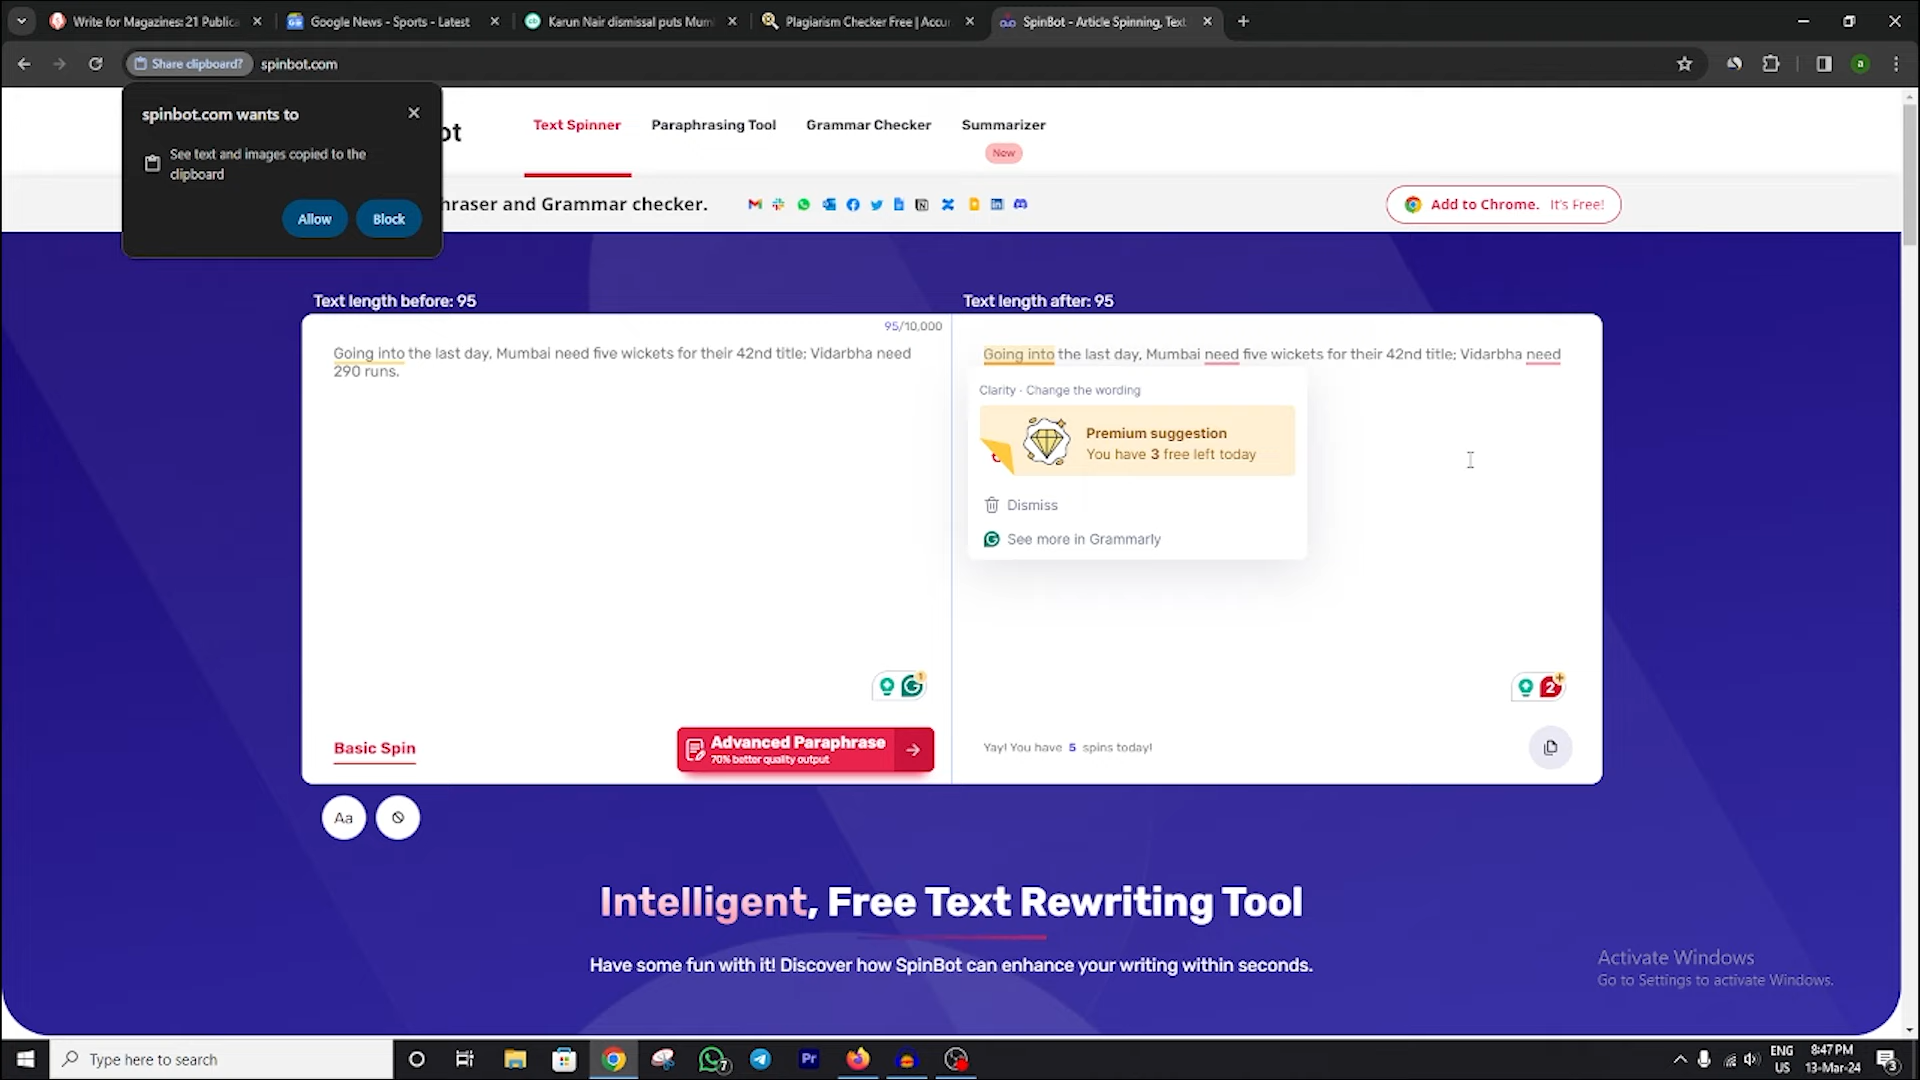 Write for Magazines: 21 Publica
Google News - Sports - Latest
Karun Nair dismissal puts Mum
Plagiarism Checker Free | Accur
SpinBot - Article Spinning, Text
Share clipboard?
spinbot.com
a
spinbot.com wants to
See text and images copied to the
clipboard
Allow
Block
ot
Text Spinner
Paraphrasing Tool
Grammar Checker
Summarizer
New
hraser and Grammar checker.
Add to Chrome. It's Free!
Text length before: 95
Text length after: 95
95/10,000
Going into the last day, Mumbai need five wickets for their 42nd title; Vidarbha need
290 runs.
Going into the last day, Mumbai need five wickets for their 42nd title; Vidarbha need
Clarity · Change the wording
Premium suggestion
You have 3 free left today
Dismiss
See more in Grammarly
1
2
Basic Spin
Advanced Paraphrase
70% better quality output
Yay! You have 5 spins today!
Aa
Intelligent, Free Text Rewriting Tool
Have some fun with it! Discover how SpinBot can enhance your writing within seconds.
Activate Windows
Go to Settings to activate Windows.
Type here to search
7
Pr
ENG
US
8:47 PM
13-Mar-24
3